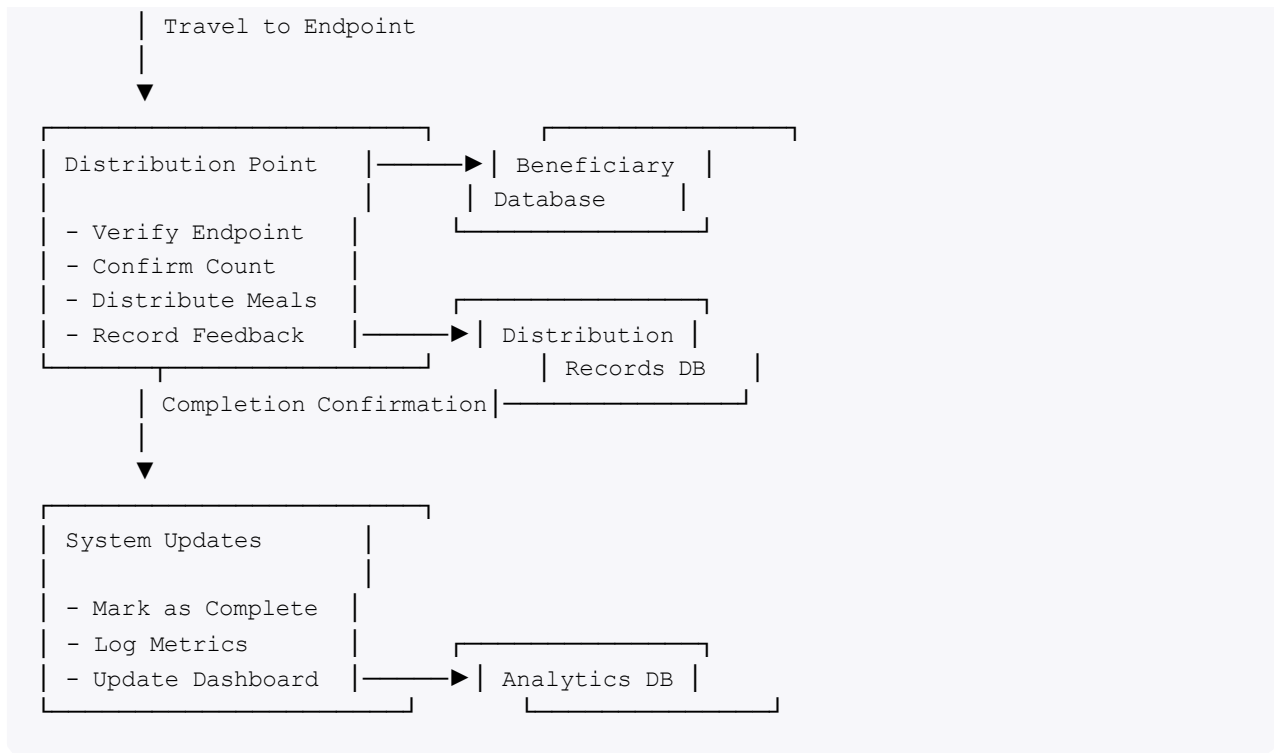 Travel to Endpoint
Distribution Point Beneficiary
Database
- Verify Endpoint
- Confirm Count
- Distribute Meals
- Record Feedback Distribution
Records DB
Completion Confirmation
System Updates
- Mark as Complete
- Log Metrics
- Update Dashboard Analytics DB